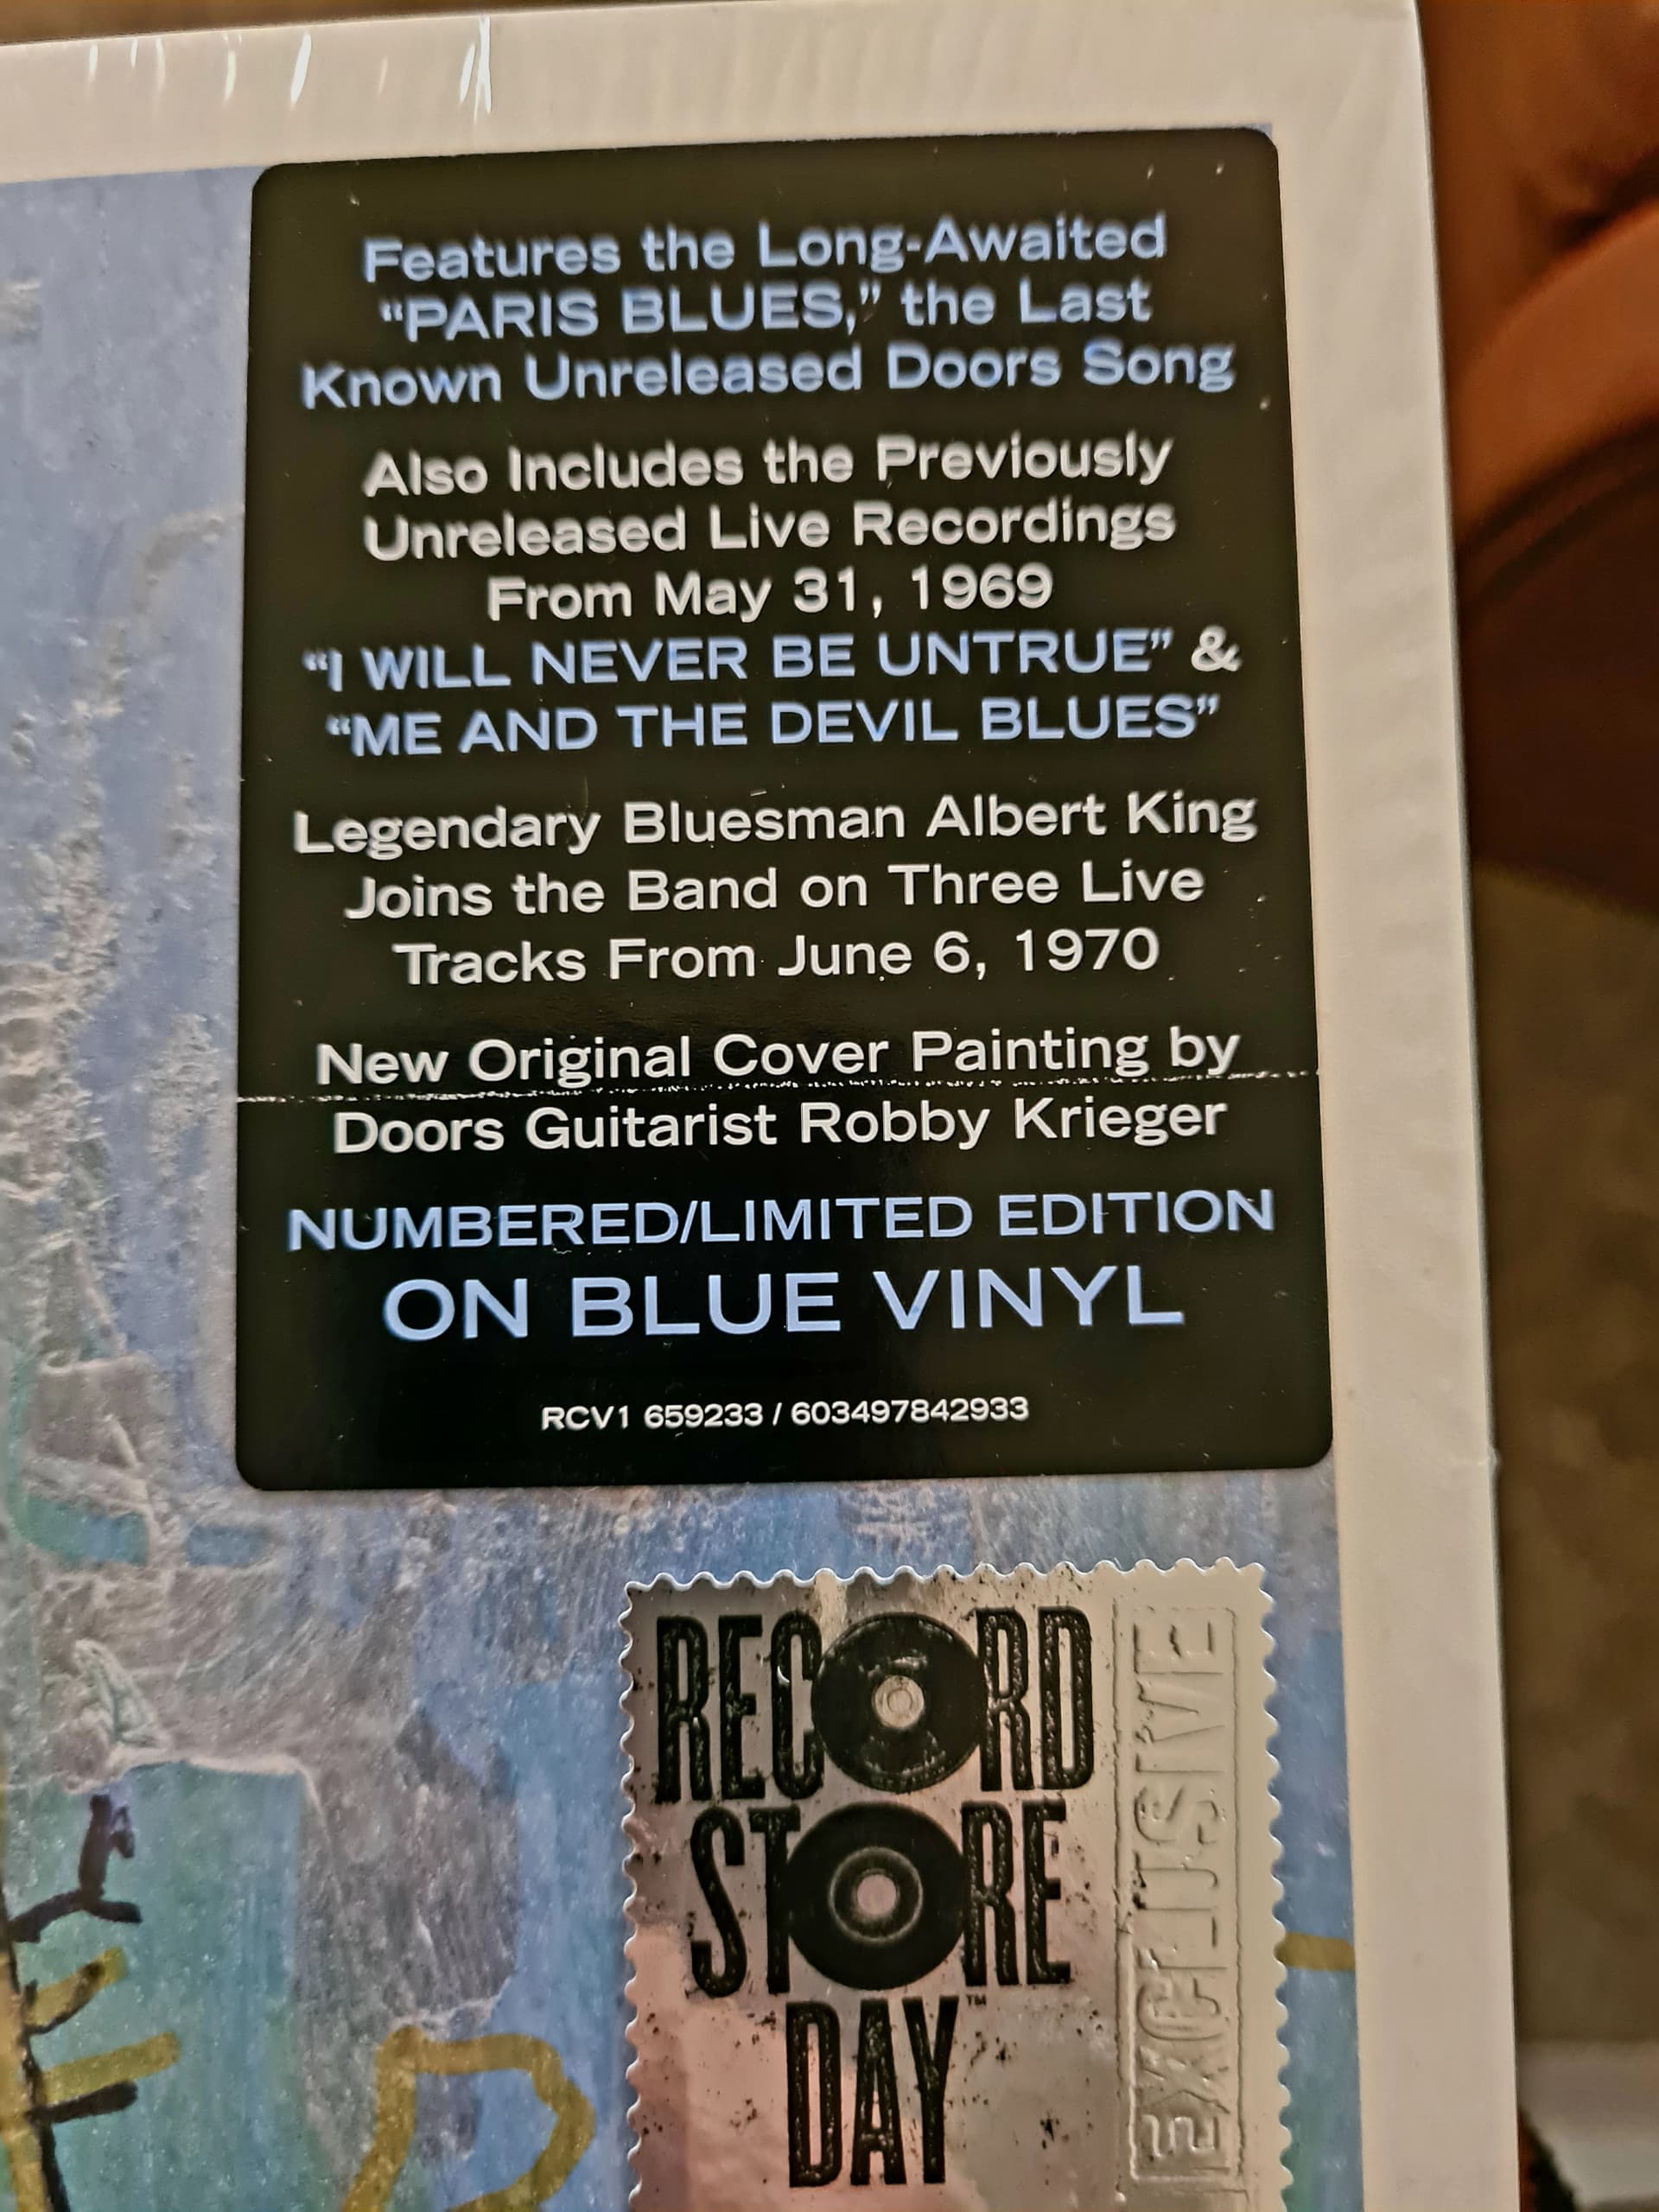 Features the Long-Awaited
“PARIS BLUES,” the Last
Known Unreleased Doors Song
Also Includes the Previously
Unreleased Live Recordings
From May 31, 1969
“I WILL NEVER BE UNTRUE” &
“ME AND THE DEVIL BLUES”
Legendary Bluesman Albert King
Joins the Band on Three Live
Tracks From June 6, 1970
New Original Cover Painting by
Doors Guitarist Robby Krieger
NUMBERED/LIMITED EDITION
ON BLUE VINYL
RCV1 659233 / 603497842933
RECORD
STORE
DAY™
EXCLUSIVE